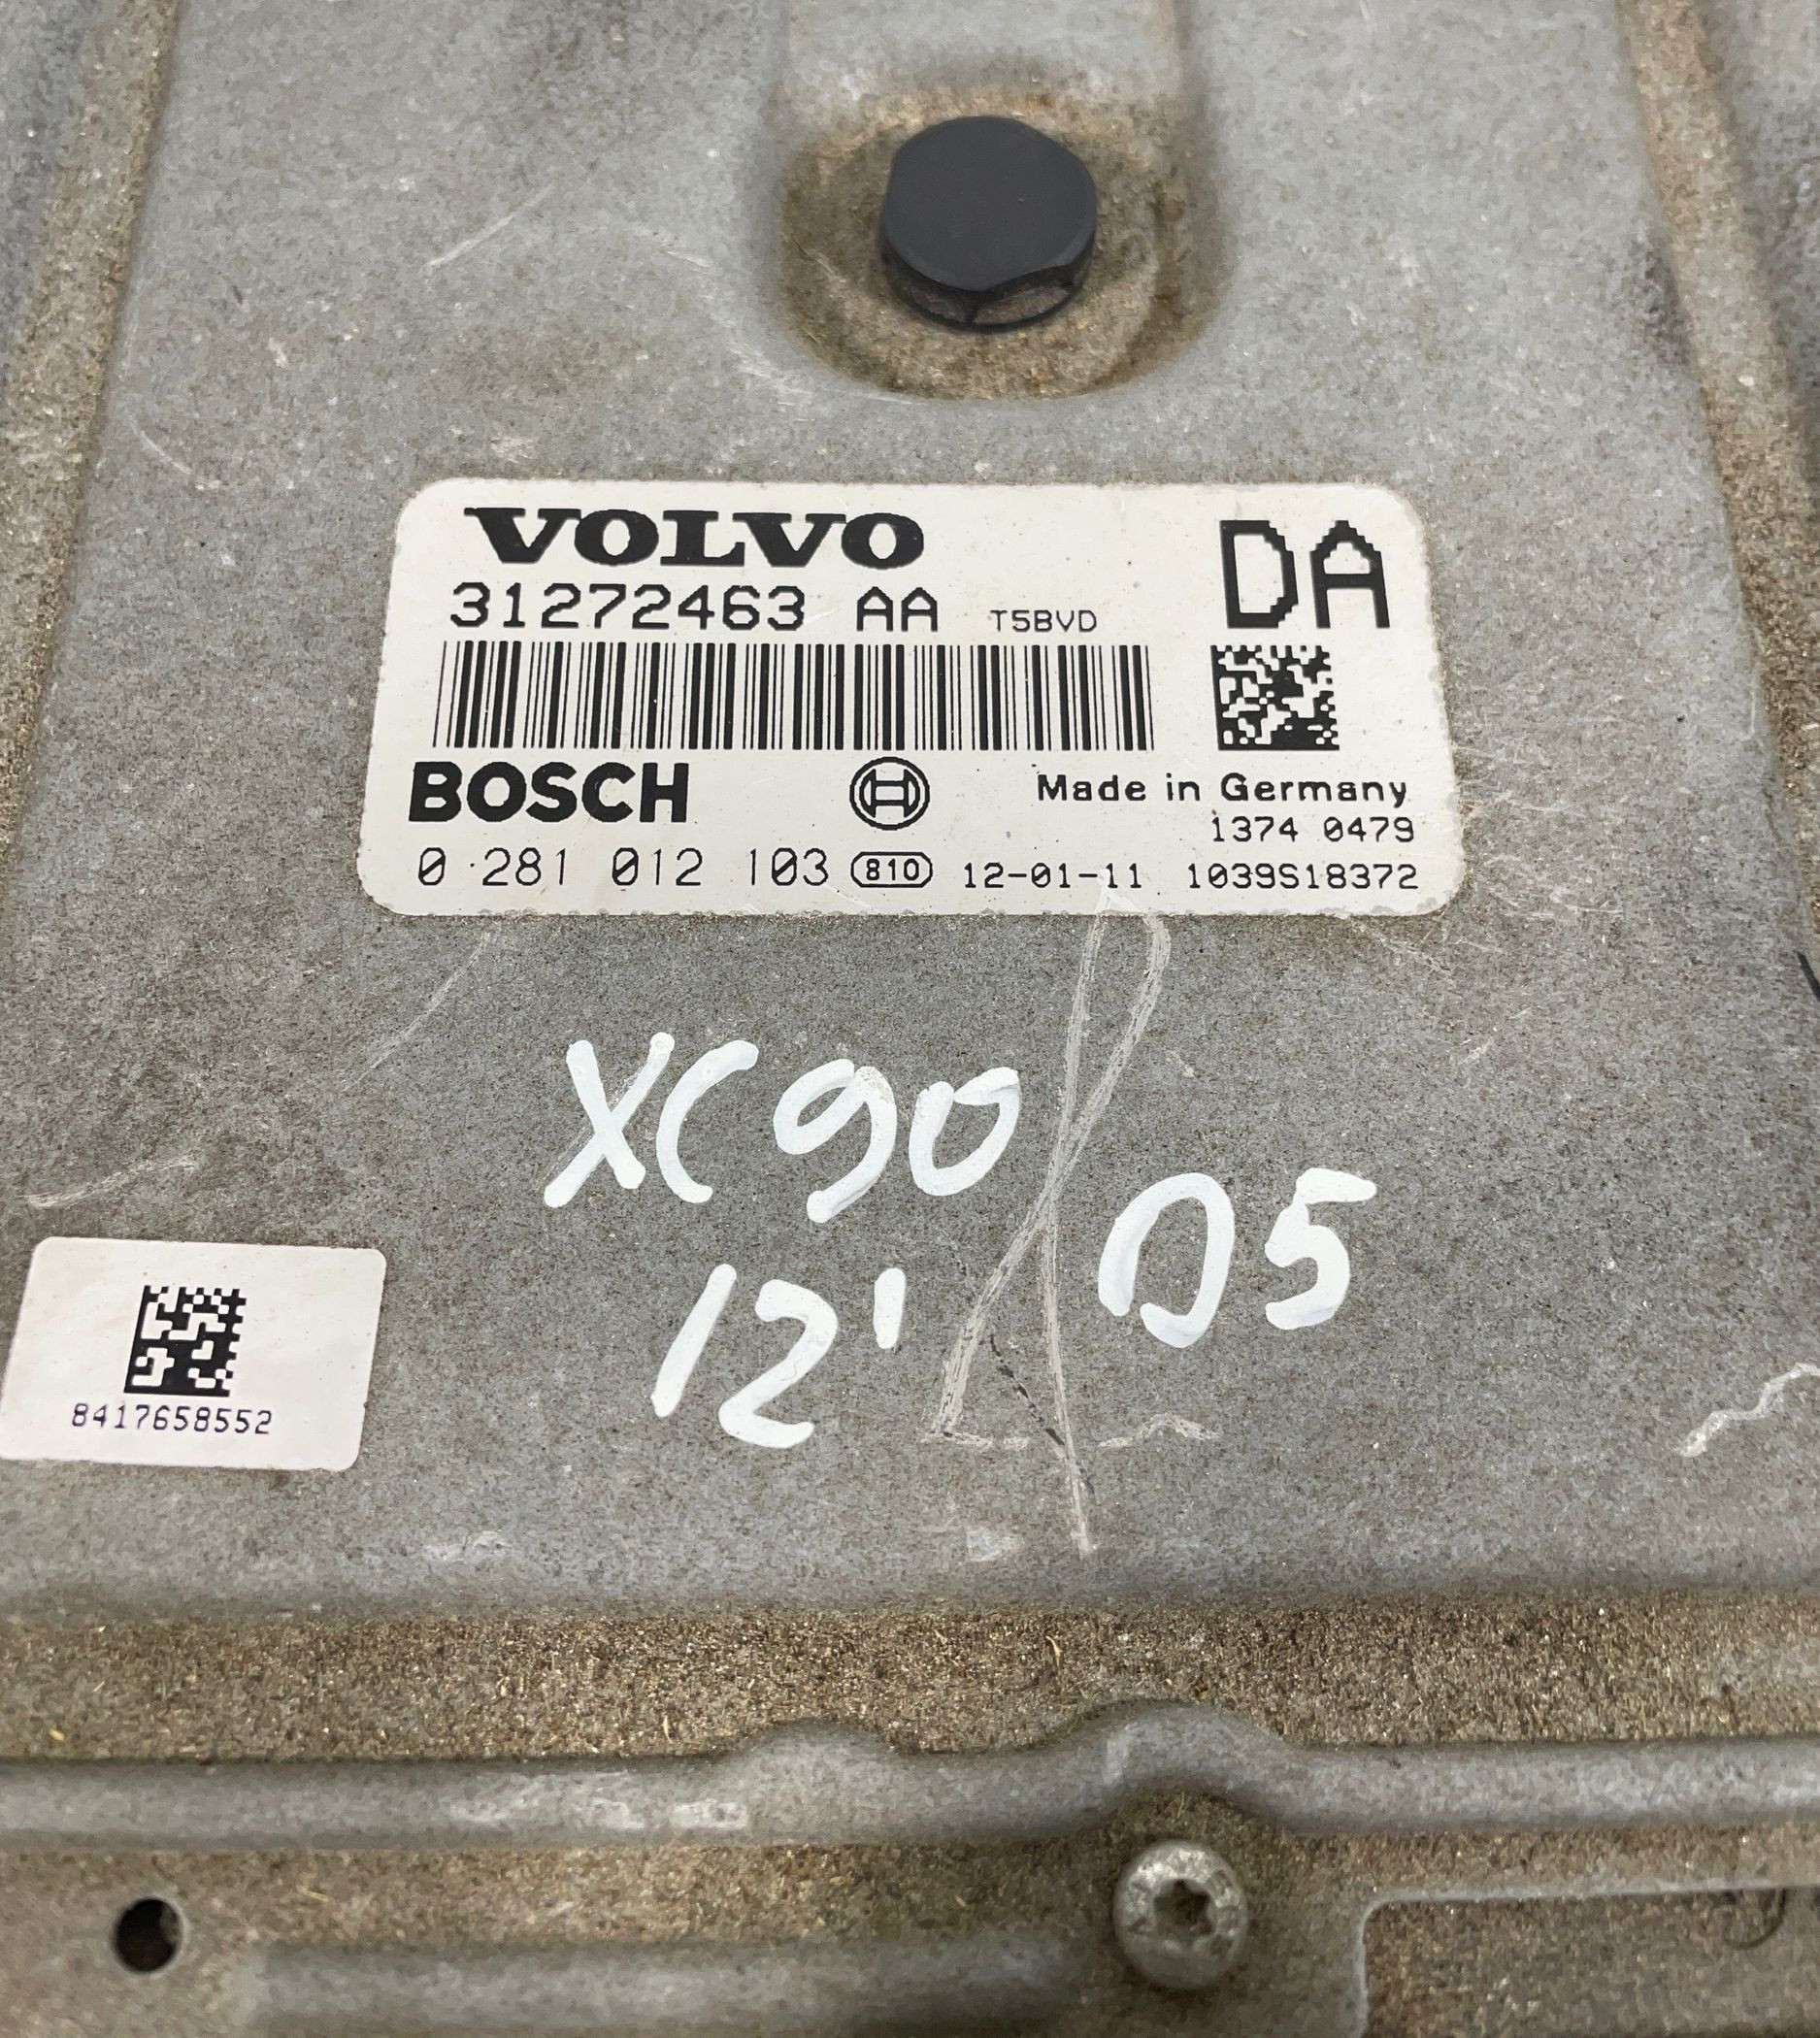 VOLVO
DA
31272463 AA T5BVD
BOSCH
Made in Germany
1374 0479
0 281 012 103 810 12-01-11 1039S18372
XC90
D5
12'
8417658552